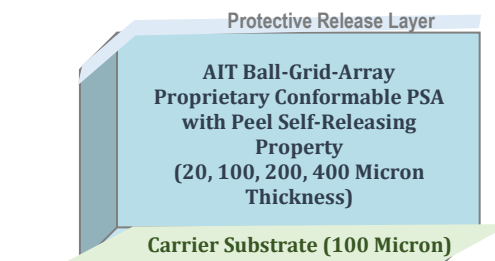 Protective Release Layer
AIT Ball-Grid-Array
Proprietary Conformable PSA
with Peel Self-Releasing
Property
(20, 100, 200, 400 Micron
Thickness)
Carrier Substrate (100 Micron)